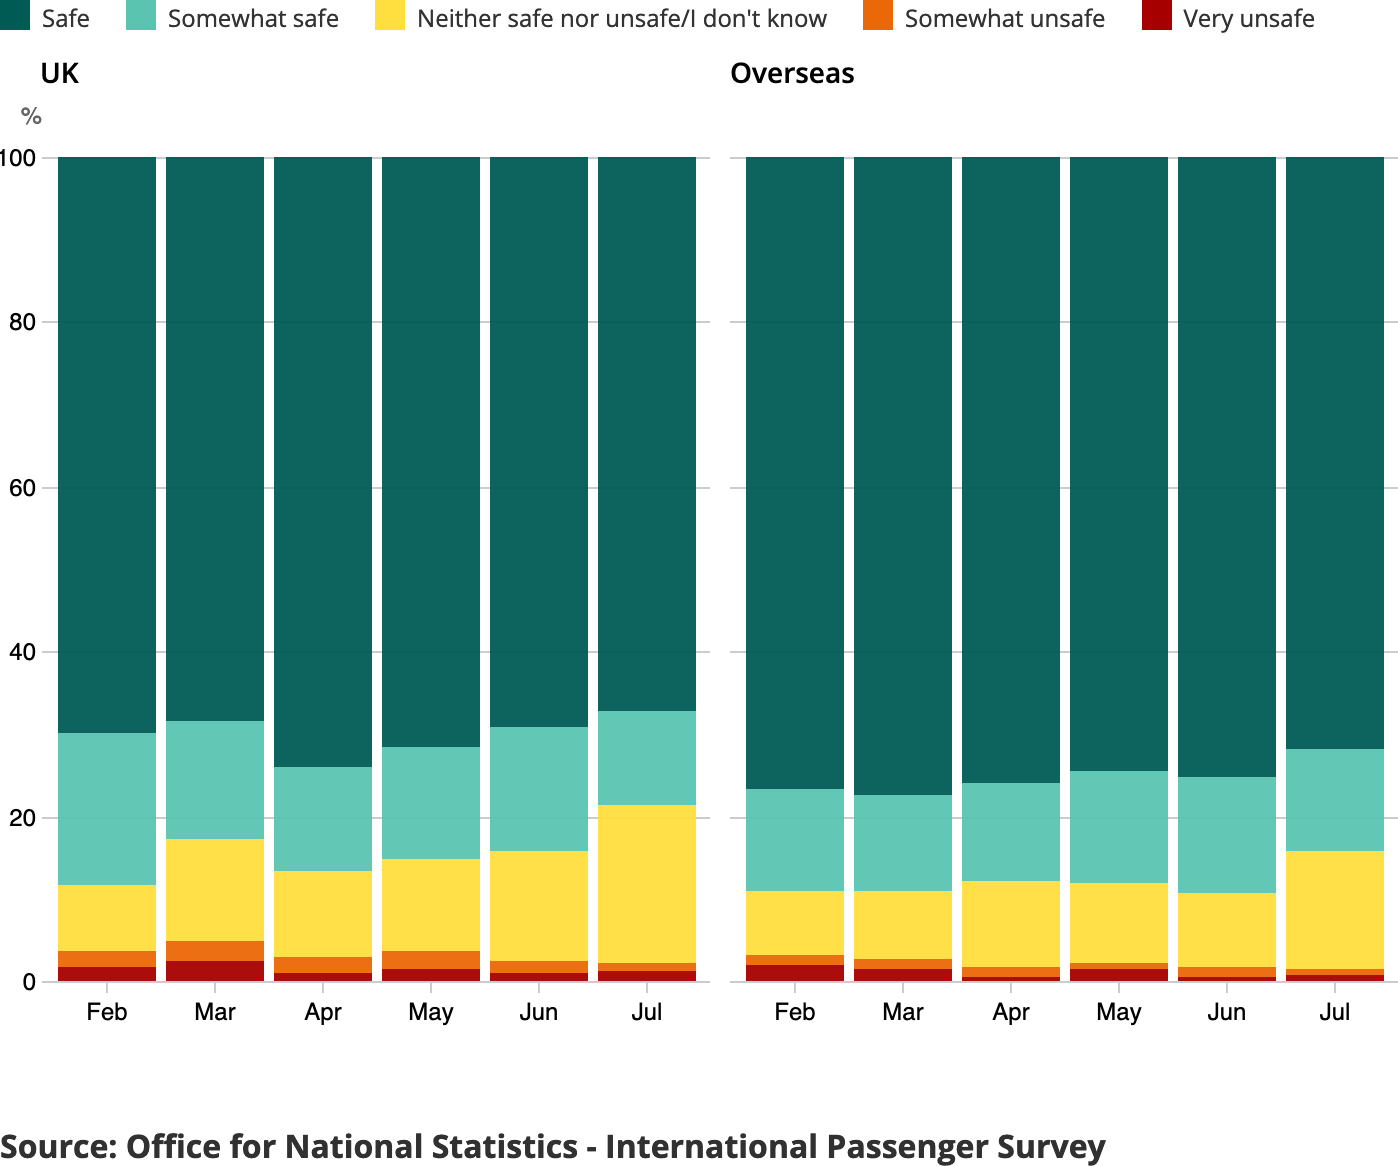 Safe Somewhat safe Neither safe nor unsafe/I don't know Somewhat unsafe Very unsafe
UK Overseas
%
100
80
60
40
20
0
Feb Mar Apr May Jun Jul Feb Mar Apr May Jun Jul
Source: Office for National Statistics - International Passenger Survey